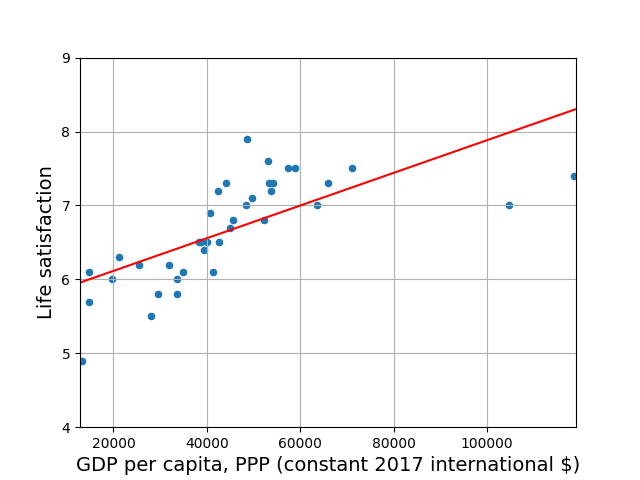 9
8
7
6
5
4
Life satisfaction
20000 40000 60000 80000 100000
GDP per capita, PPP (constant 2017 international $)